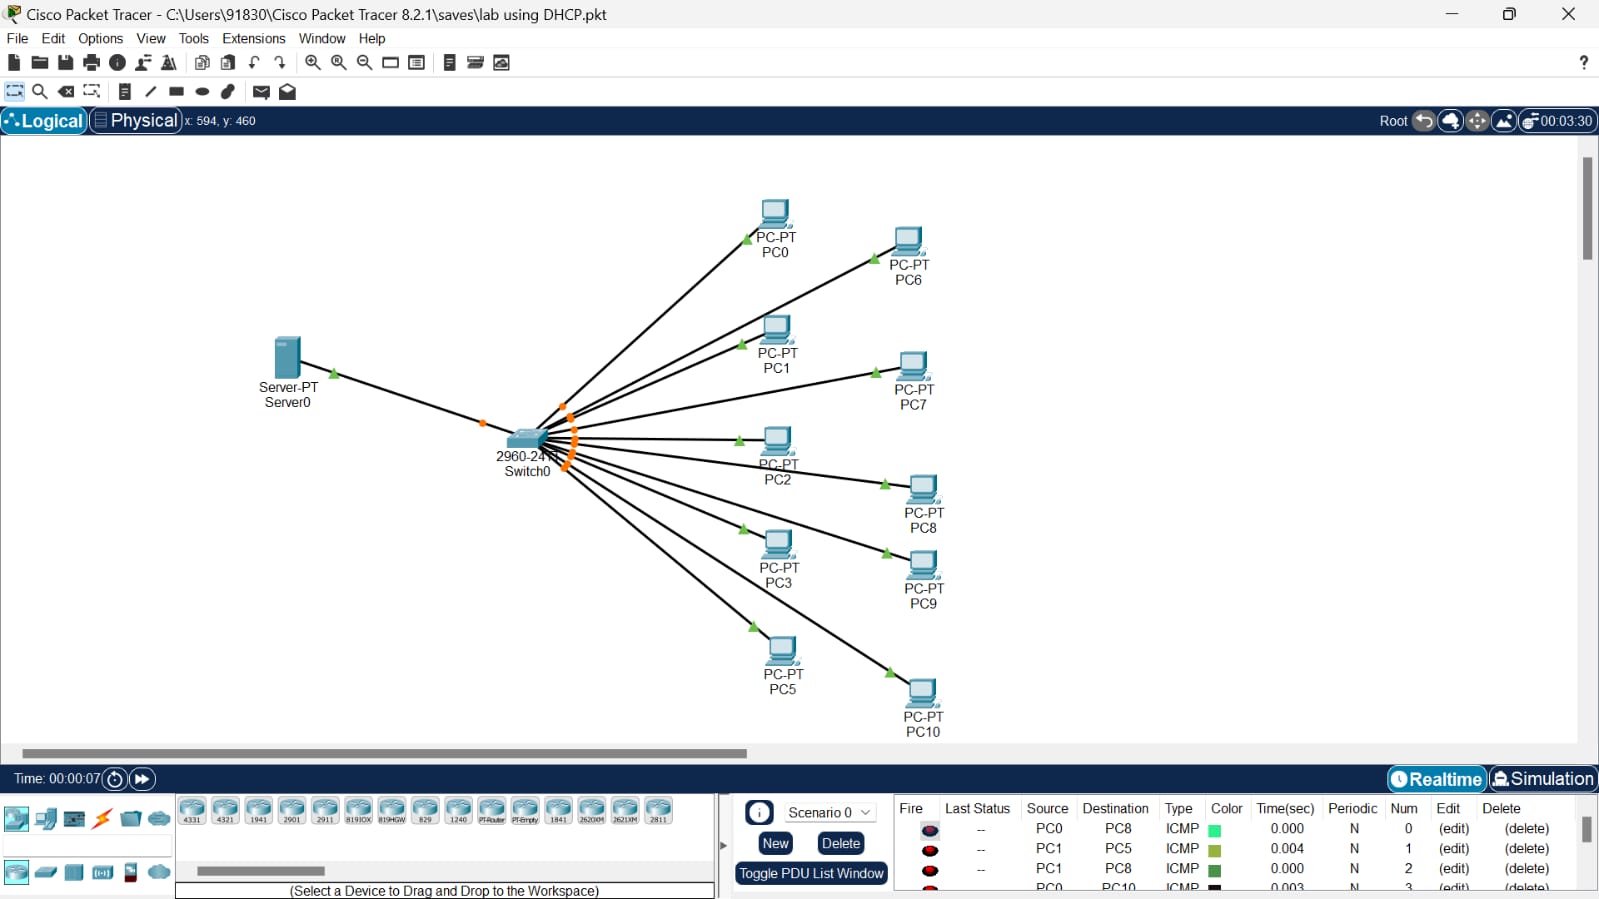 Cisco Packet Tracer - C:\Users\91830\Cisco Packet Tracer 8.2.1\saves\lab using DHCP.pkt
File Edit Options View Tools Extensions Window Help
?
Logical Physical x: 594, y: 460 Root 00:03:30
PC-PT
PC0
PC-PT
PC6
PC-PT
PC1
PC-PT
PC7
Server-PT
Server0
2960-24TT
Switch0
PC-PT
PC2
PC-PT
PC8
PC-PT
PC3
PC-PT
PC9
PC-PT
PC5
PC-PT
PC10
Time: 00:00:07 Realtime Simulation
4331 4321 1941 2901 2911 819IOX 819HGW 829 1240 PT-Router PT-Empty 1841 2620XM 2621XM 2811
(Select a Device to Drag and Drop to the Workspace)
Scenario 0
New Delete
Toggle PDU List Window
Fire Last Status Source Destination Type Color Time(sec) Periodic Num Edit Delete
-- PC0 PC8 ICMP 0.000 N 0 (edit) (delete)
-- PC1 PC5 ICMP 0.004 N 1 (edit) (delete)
-- PC1 PC8 ICMP 0.000 N 2 (edit) (delete)
PC0 PC10 ICMP 0.003 N 3 (edit) (delete)